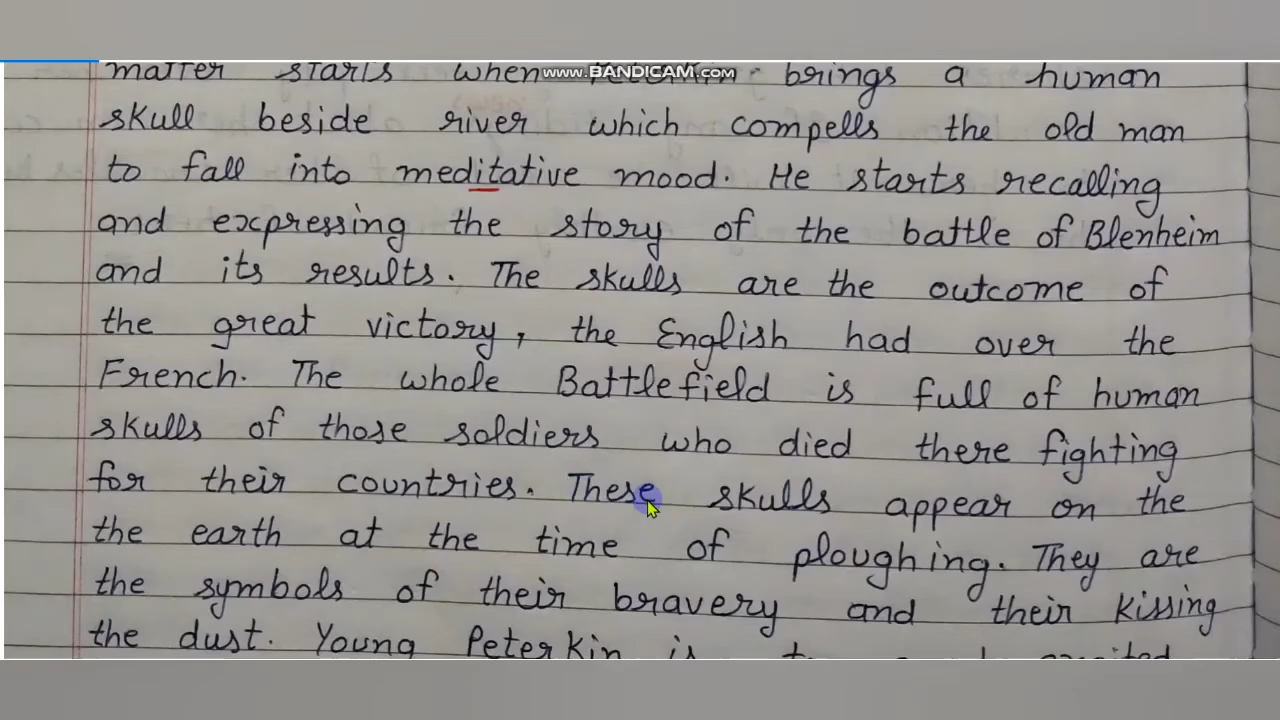 matter starts when Peterkin brings a human
www.BANDICAM.com
skull beside river which compells the old man
to fall into meditative mood. He starts recalling
and expressing the story of the battle of Blenheim
and its results. The skulls are the outcome of
the great victory, the English had over the
French. The whole Battlefield is full of human
skulls of those soldiers who died there fighting
for their countries. These skulls appear on the
the earth at the time of ploughing. They are
the symbols of their bravery and their kissing
the dust. Young Peterkin is